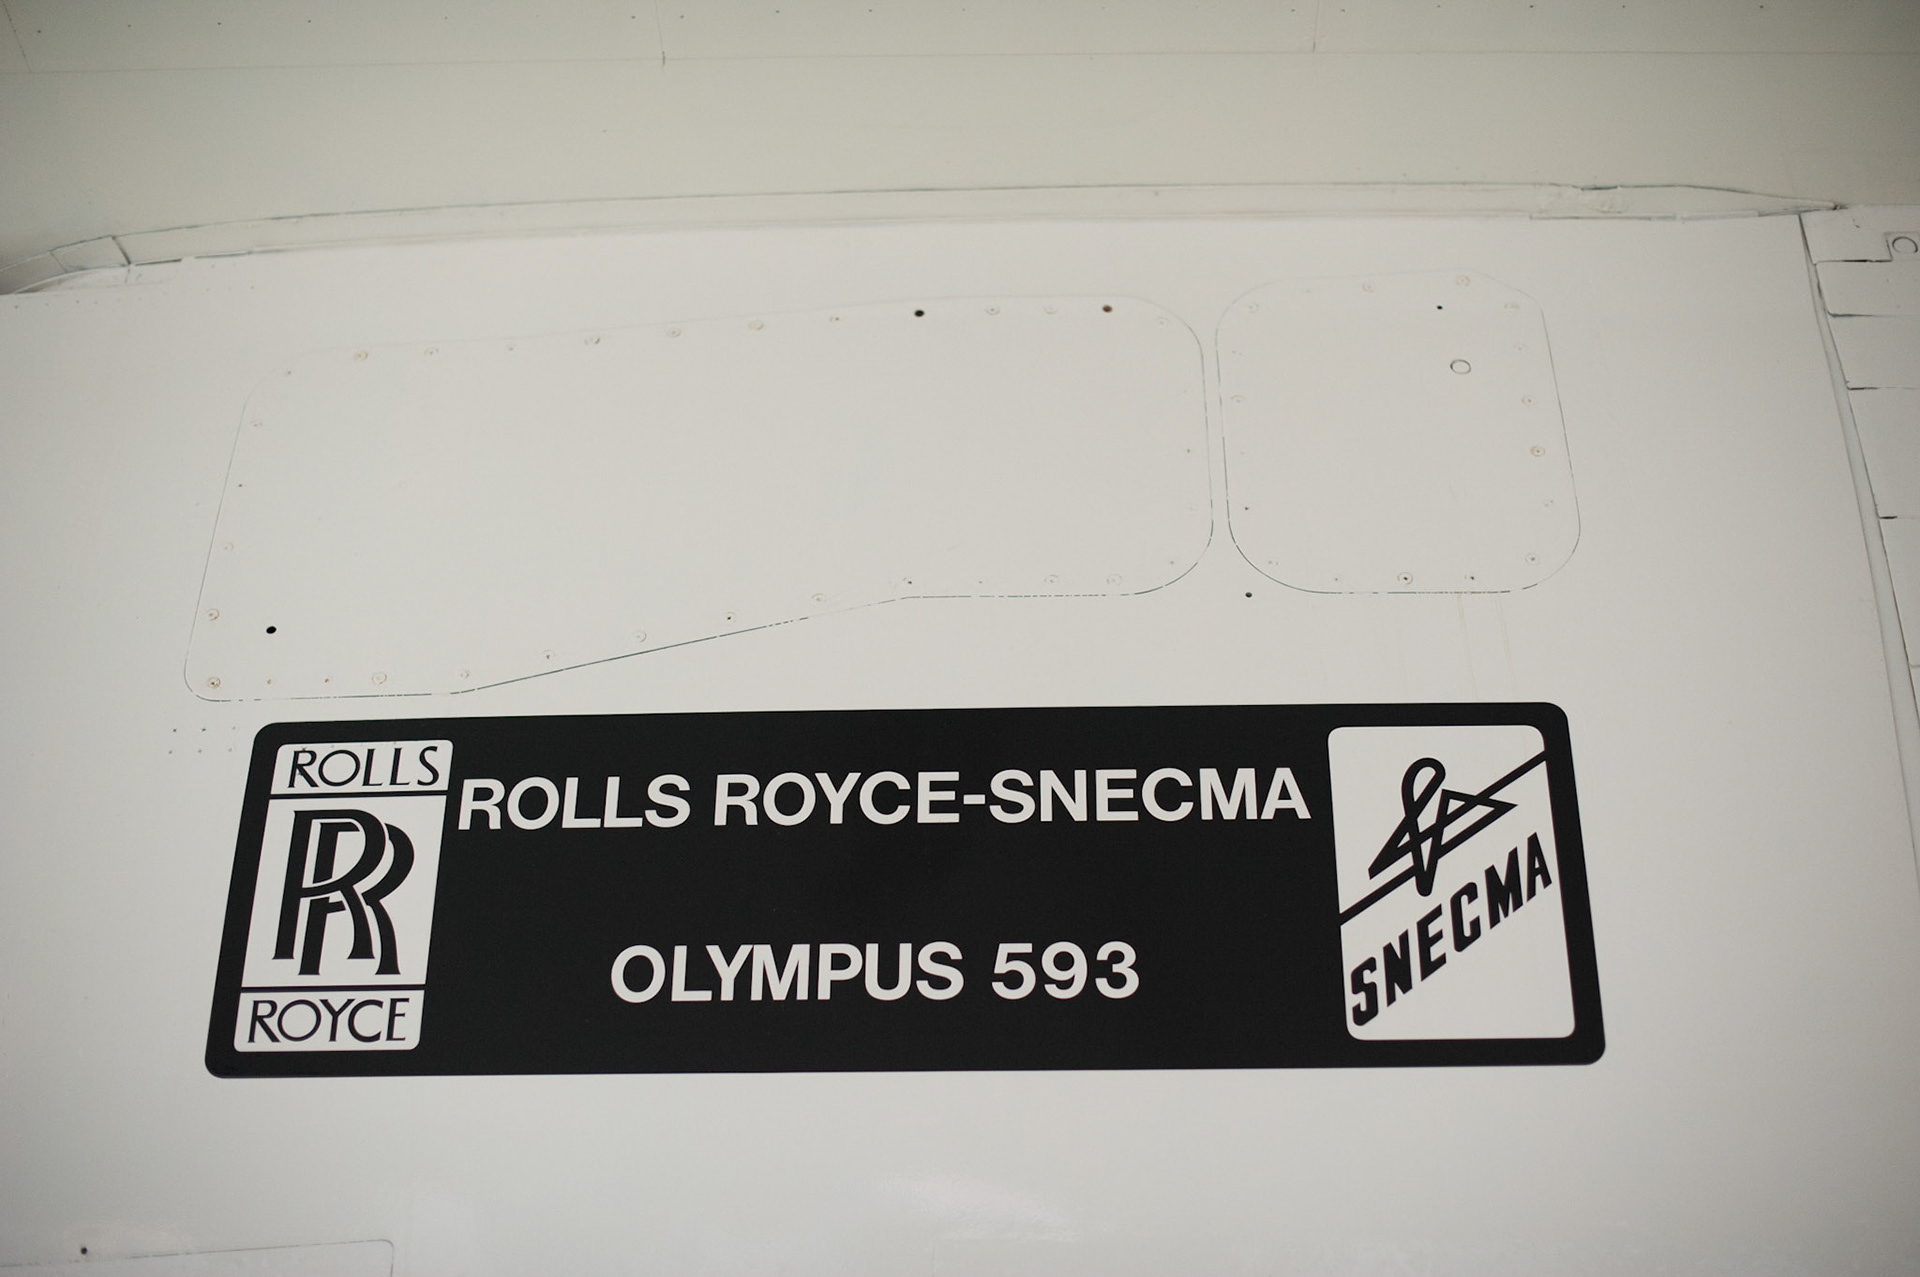 ROLLS
RR
ROYCE
ROLLS ROYCE-SNECMA
OLYMPUS 593
SNECMA